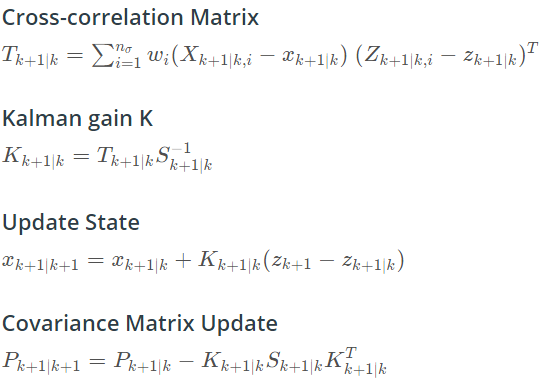 Cross-correlation Matrix
T_{k+1|k} = \sum_{i=1}^{n_\sigma} w_i(X_{k+1|k,i} − x_{k+1|k}) (Z_{k+1|k,i} − z_{k+1|k})^T
Kalman gain K
K_{k+1|k} = T_{k+1|k}S_{k+1|k}^{−1}
Update State
x_{k+1|k+1} = x_{k+1|k} + K_{k+1|k}(z_{k+1} − z_{k+1|k})
Covariance Matrix Update
P_{k+1|k+1} = P_{k+1|k} − K_{k+1|k}S_{k+1|k}K_{k+1|k}^T